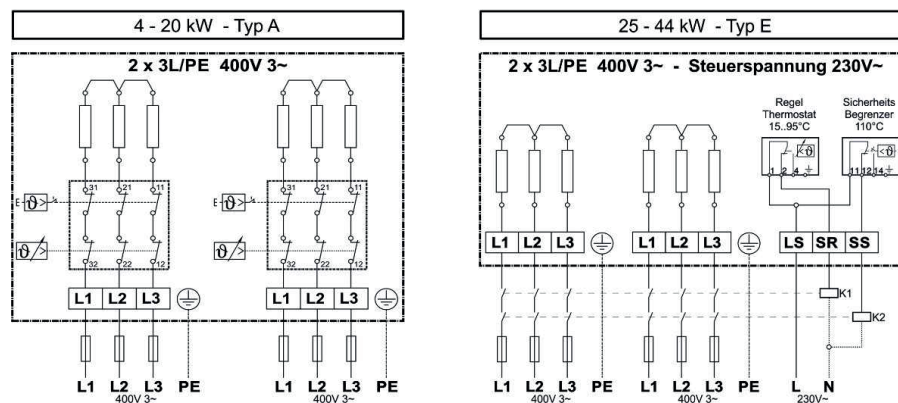 4 - 20 kW - Typ A
2 x 3L/PE 400V 3~
31 21 11
31 21 11
E ϑ >
E ϑ >
ϑ >
ϑ >
32 22 12
32 22 12
L1 L2 L3
L1 L2 L3
L1 L2 L3 PE
400V 3~
L1 L2 L3 PE
400V 3~
25 - 44 kW - Typ E
2 x 3L/PE 400V 3~ - Steuerspannung 230V~
Regel
Thermostat
15..95°C
Sicherheits
Begrenzer
110°C
ϑ
<ϑ
1 2 4
11 12 14
L1 L2 L3
L1 L2 L3
LS SR SS
K1
K2
L1 L2 L3 PE
400V 3~
L1 L2 L3 PE
400V 3~
L N
230V~